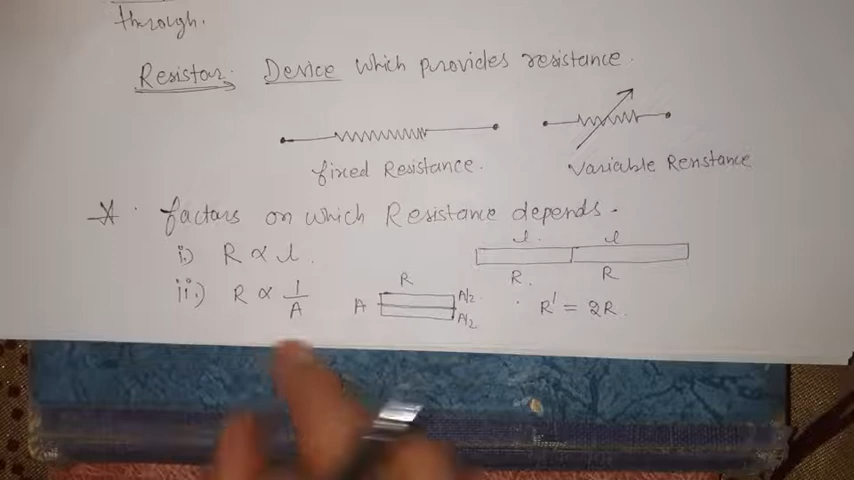 through.
Resistor. Device which provides resistance.
fixed Resistance.
Variable Renstance
* factors on which Resistance depends.
i) R ∝ l.
l. l
R. R
ii) R ∝ 1/A
R
A A/2 A/2
R' = 2R.